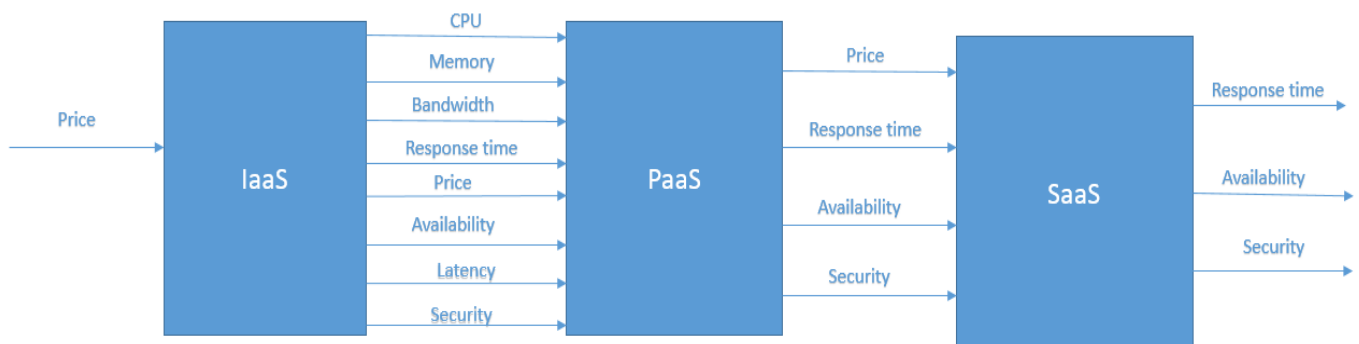 Price
IaaS
CPU
Memory
Bandwidth
Response time
Price
Availability
Latency
Security
PaaS
Price
Response time
Availability
Security
SaaS
Response time
Availability
Security